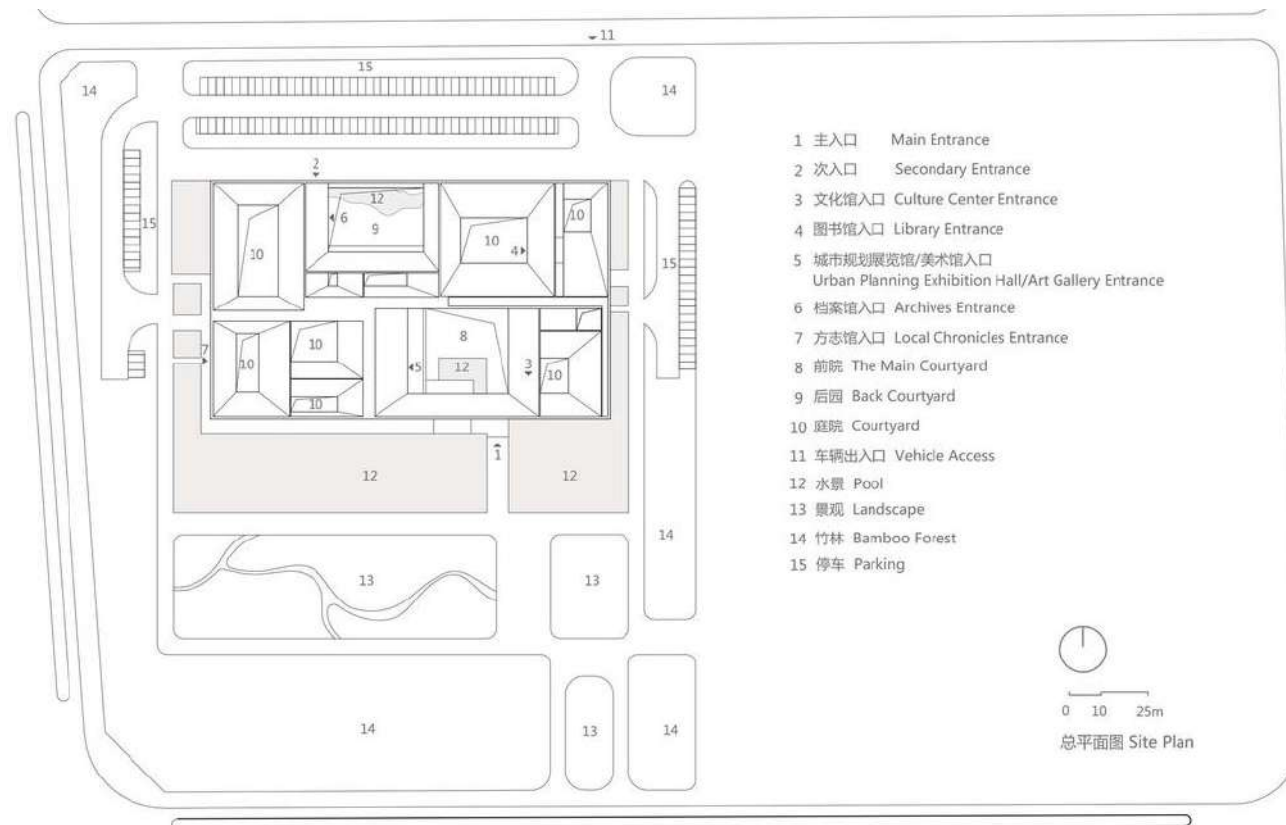 11
15
14
14
2
12
6
9
10
10
4
10
15
15
8
10
10
7
5
12
3
10
10
1
12
12
14
13
13
14
13
14
1 主入口 Main Entrance
2 次入口 Secondary Entrance
3 文化馆入口 Culture Center Entrance
4 图书馆入口 Library Entrance
5 城市规划展览馆/美术馆入口
Urban Planning Exhibition Hall/Art Gallery Entrance
6 档案馆入口 Archives Entrance
7 方志馆入口 Local Chronicles Entrance
8 前院 The Main Courtyard
9 后园 Back Courtyard
10 庭院 Courtyard
11 车辆出入口 Vehicle Access
12 水景 Pool
13 景观 Landscape
14 竹林 Bamboo Forest
15 停车 Parking
0 10 25m
总平面图 Site Plan